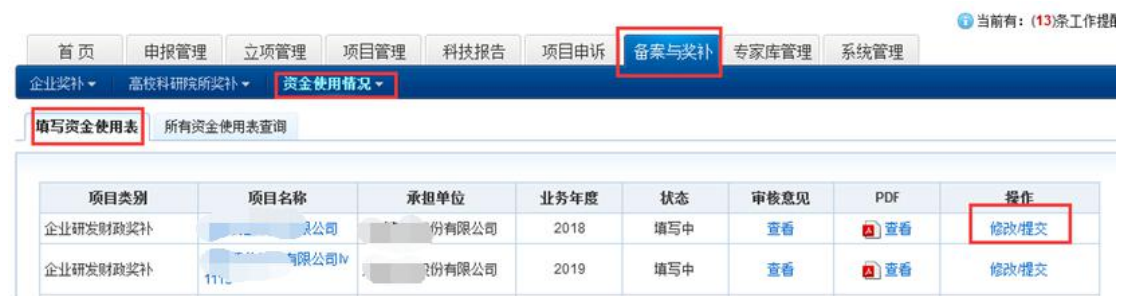 当前有：(13)条工作提醒
首页 申报管理 立项管理 项目管理 科技报告 项目申诉 备案与奖补 专家库管理 系统管理
企业奖补 高校科研院所奖补 资金使用情况
填写资金使用表 所有资金使用表查询
项目类别 项目名称 承担单位 业务年度 状态 审核意见 PDF 操作
企业研发财政奖补 限公司 份有限公司 2018 填写中 查看 查看 修改/提交
企业研发财政奖补 有限公司lv 股份有限公司 2019 填写中 查看 查看 修改/提交